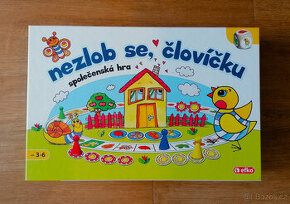 nezlob se, človíčku
společenská hra
3-6
efko